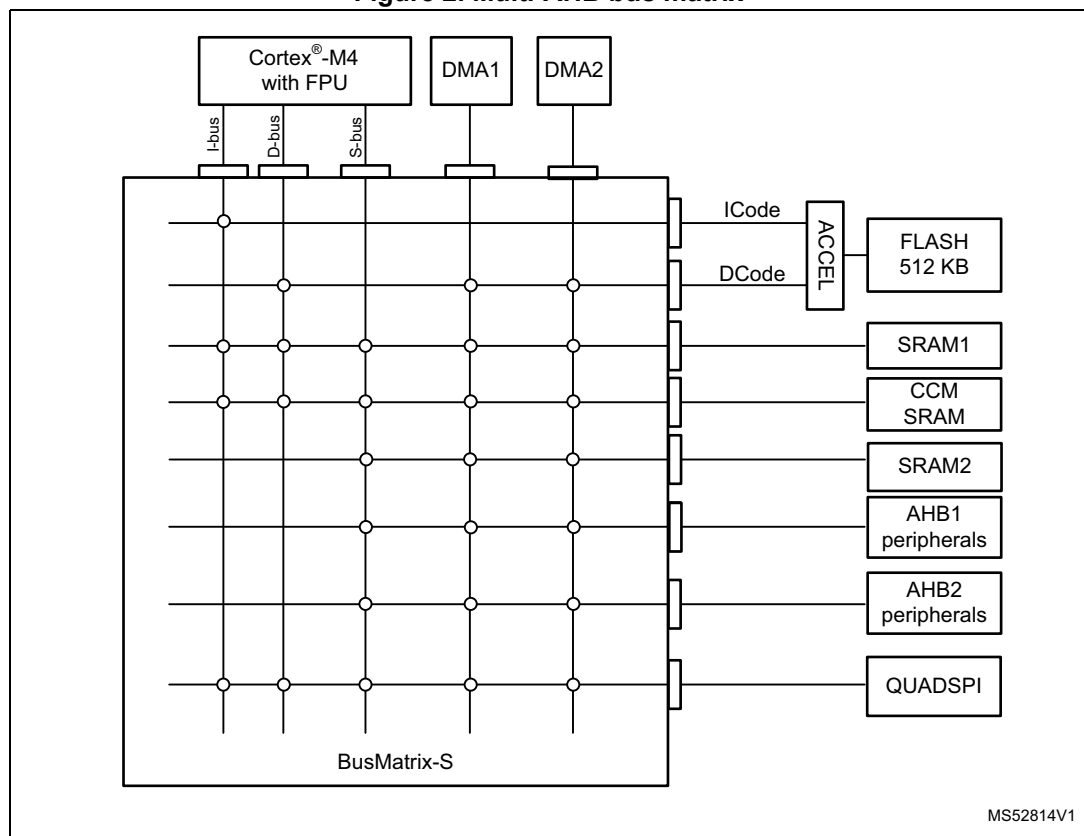 Figure 2. Multi-AHB bus matrix
Cortex®-M4
with FPU
DMA1
DMA2
I-bus
D-bus
S-bus
ICode
DCode
ACCEL
FLASH
512 KB
SRAM1
CCM
SRAM
SRAM2
AHB1
peripherals
AHB2
peripherals
QUADSPI
BusMatrix-S
MS52814V1